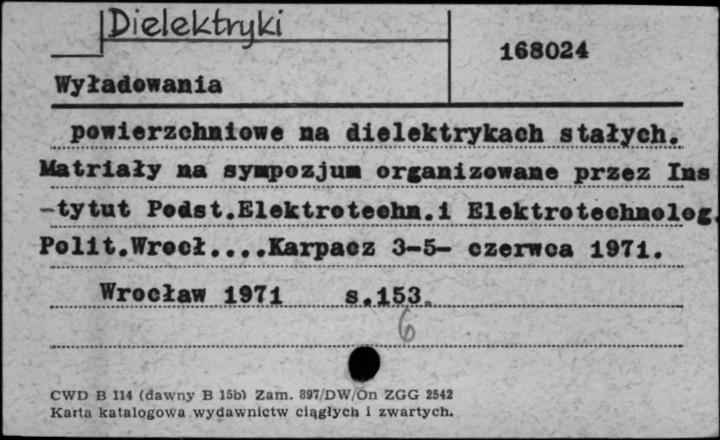 Dielektryki
168024
Wyładowania
powierzchniowe na dielektrykach stałych.
Matriały na sympozjum organizowane przez Ins
-tytut Podst.Elektrotechn.i Elektrotechnolog.
Polit.Wrocł....Karpacz 3-5- czerwca 1971.
Wrocław 1971 s.153.
6
CWD B 114 (dawny B 15b) Zam. 897/DW/On ZGG 2542
Karta katalogowa wydawnictw ciągłych i zwartych.